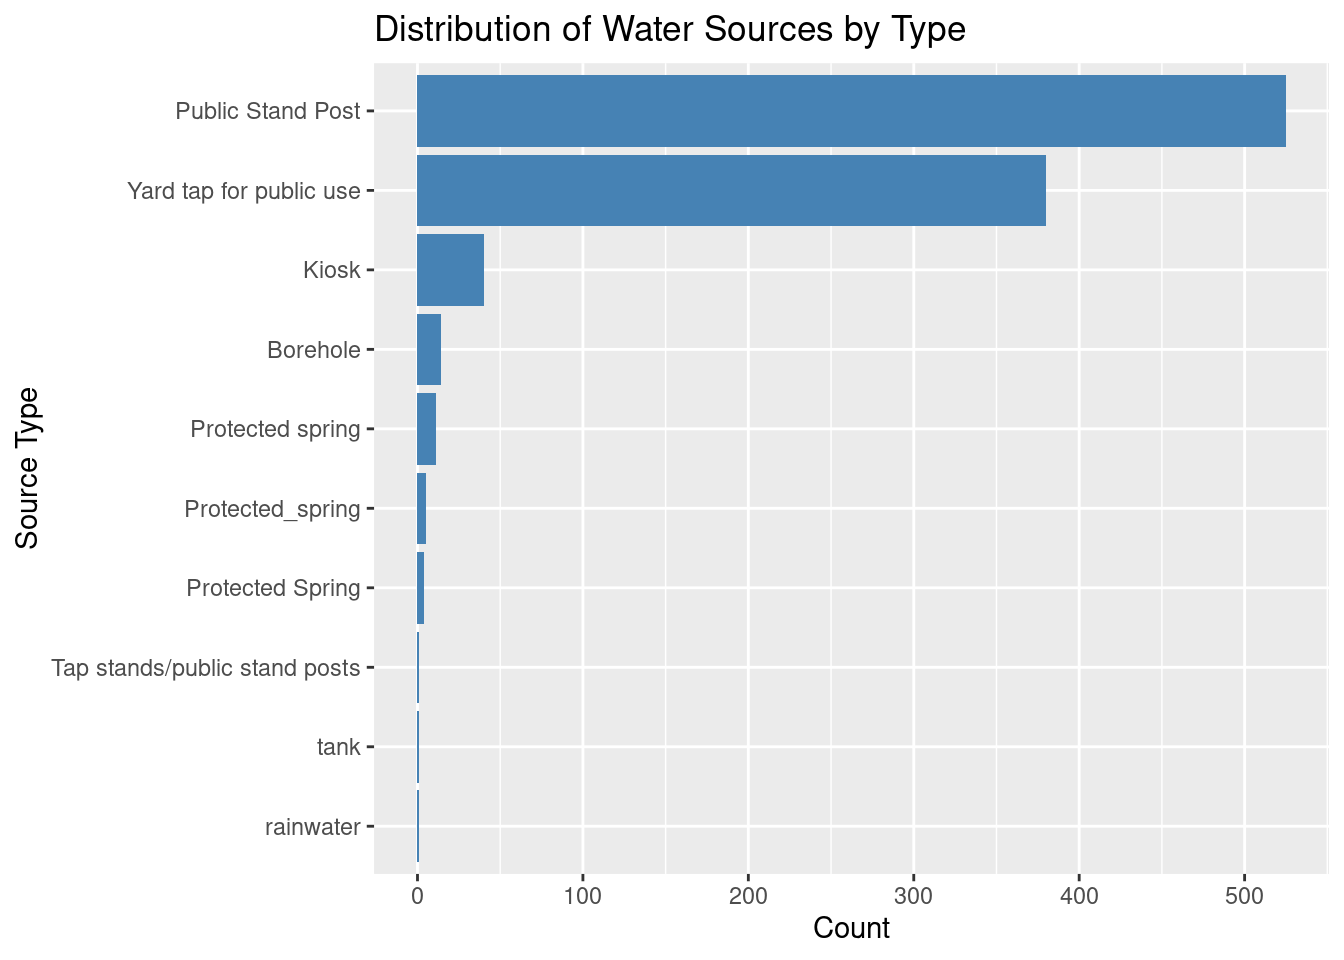 Distribution of Water Sources by Type
Public Stand Post
Yard tap for public use
Kiosk
Borehole
Protected spring
Protected_spring
Protected Spring
Tap stands/public stand posts
tank
rainwater
Source Type
0 100 200 300 400 500
Count